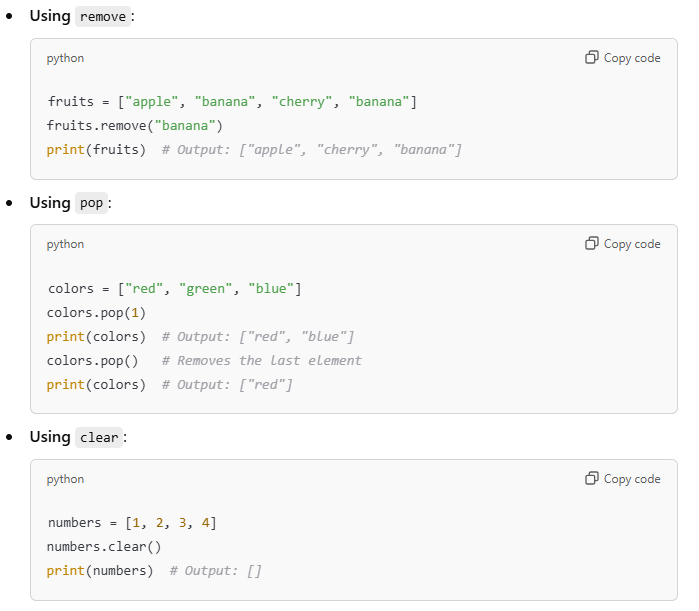 • Using remove:
python Copy code
fruits = ["apple", "banana", "cherry", "banana"]
fruits.remove("banana")
print(fruits)  # Output: ["apple", "cherry", "banana"]
• Using pop:
python Copy code
colors = ["red", "green", "blue"]
colors.pop(1)
print(colors)  # Output: ["red", "blue"]
colors.pop()   # Removes the last element
print(colors)  # Output: ["red"]
• Using clear:
python Copy code
numbers = [1, 2, 3, 4]
numbers.clear()
print(numbers)  # Output: []